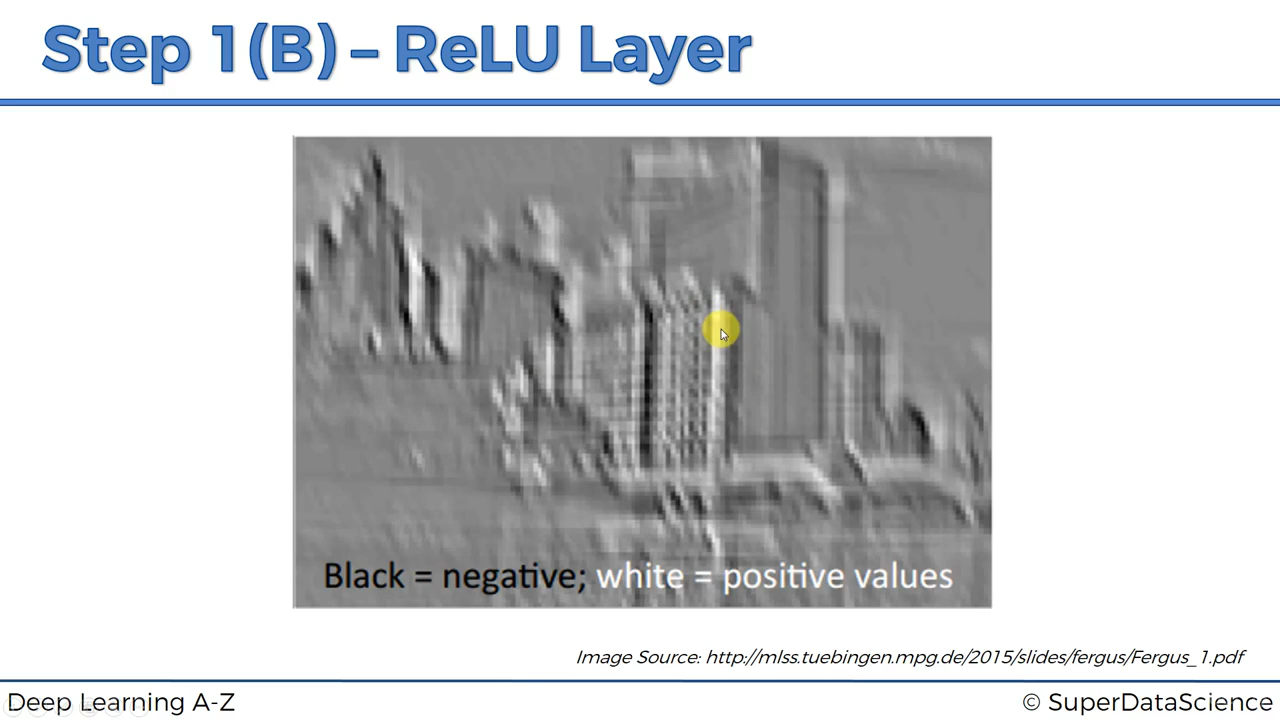 Step 1(B) – ReLU Layer
Black = negative; white = positive values
Image Source: http://mlss.tuebingen.mpg.de/2015/slides/fergus/Fergus_1.pdf
Deep Learning A-Z
© SuperDataScience